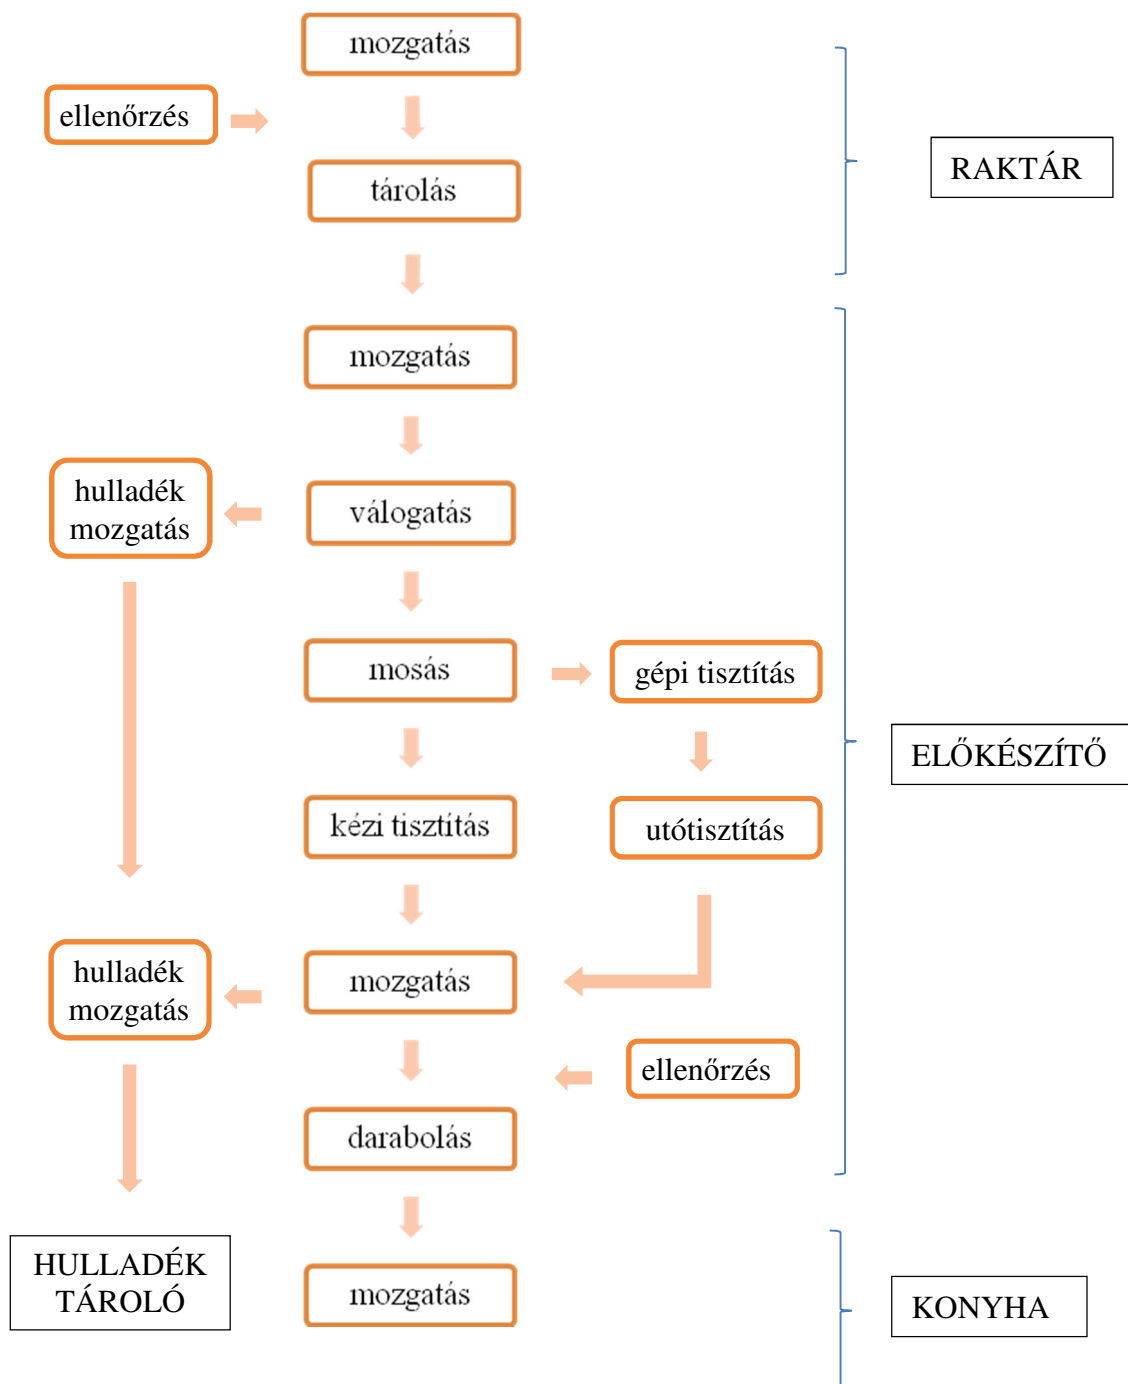 mozgatás
ellenőrzés
RAKTÁR
tárolás
mozgatás
hulladék
mozgatás
válogatás
mosás
gépi tisztítás
ELŐKÉSZÍTŐ
kézi tisztítás
utótisztítás
hulladék
mozgatás
mozgatás
ellenőrzés
darabolás
HULLADÉK
TÁROLÓ
mozgatás
KONYHA